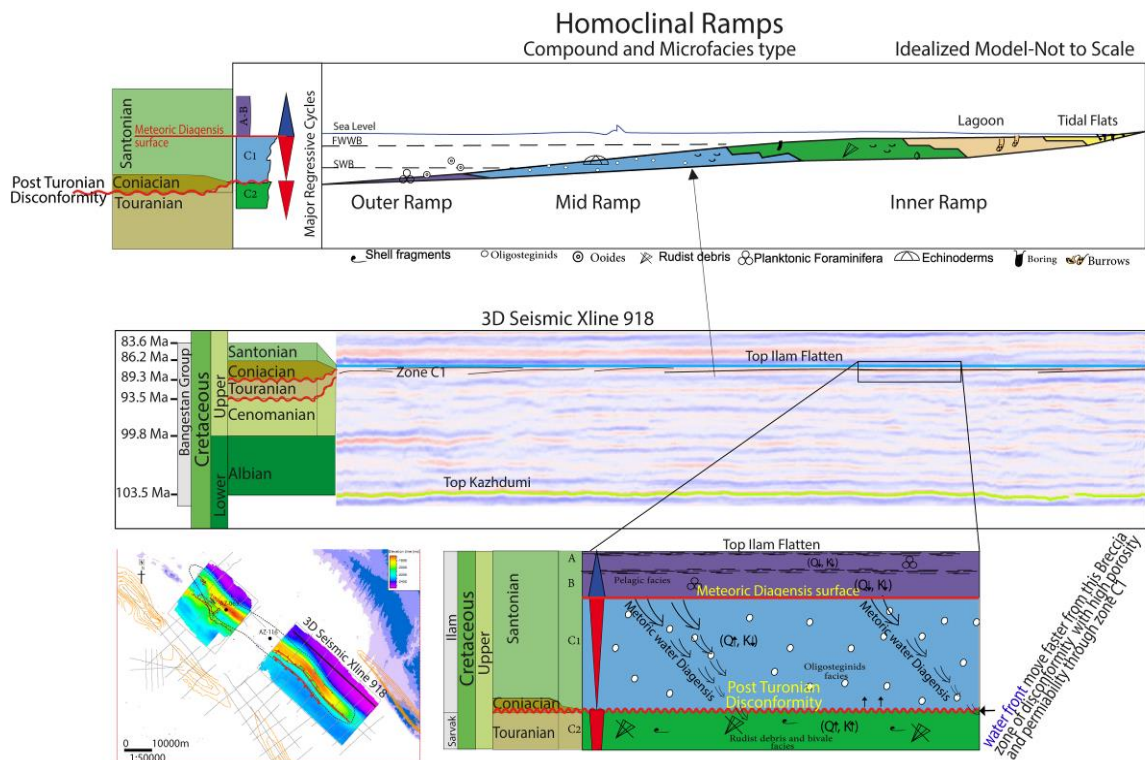 Homoclinal Ramps
Compound and Microfacies type
Idealized Model-Not to Scale
Santonian
Meteoric Diagensis
surface
Post Turonian
Disconformity
Coniacian
Touranian
A-B
C1
C2
Major Regressive Cycles
Sea Level
FWWB
SWB
Lagoon
Tidal Flats
Outer Ramp
Mid Ramp
Inner Ramp
Shell fragments
Oligosteginids
Ooides
Rudist debris
Planktonic Foraminifera
Echinoderms
Boring
Burrows
3D Seismic Xline 918
83.6 Ma
86.2 Ma
89.3 Ma
93.5 Ma
99.8 Ma
103.5 Ma
Bangestan Group
Cretaceous
Upper
Lower
Santonian
Coniacian
Touranian
Cenomanian
Albian
Zone C1
Top Ilam Flatten
Top Kazhdumi
3D Seismic Xline 918
AZ-116
0 10000m
1:50000
Top Ilam Flatten
Ilam
Sarvak
Cretaceous
Upper
Santonian
Coniacian
Touranian
A
B
C1
C2
Pelagic facies
Meteroric Diagensis surface
Metoric water Diagensis
Metoric water Diagensis
Oligosteginids
facies
Post Turonian
Disconformity
Rudist debris and bivale
facies
water front move faster from this Breccia
zone of disconformity with high porosity
and permiability through zone C1